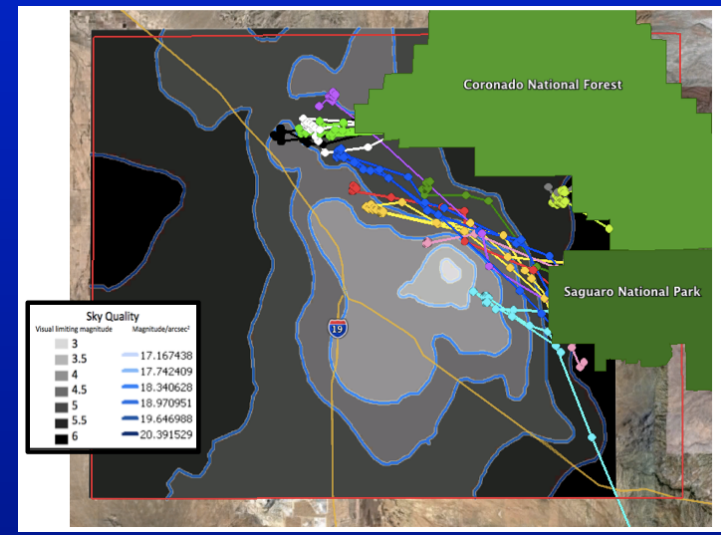 Coronado National Forest
Saguaro National Park
19
Sky Quality
Visual limiting magnitude Magnitude/arcsec²
3
3.5 17.167438
4 17.742409
4.5 18.340628
5 18.970951
5.5 19.646988
6 20.391529